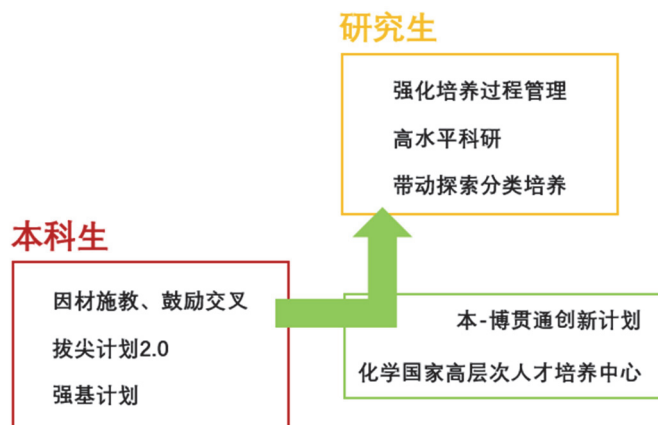 研究生
强化培养过程管理
高水平科研
带动探索分类培养
本科生
因材施教、鼓励交叉
拔尖计划2.0
强基计划
本-博贯通创新计划
化学国家高层次人才培养中心